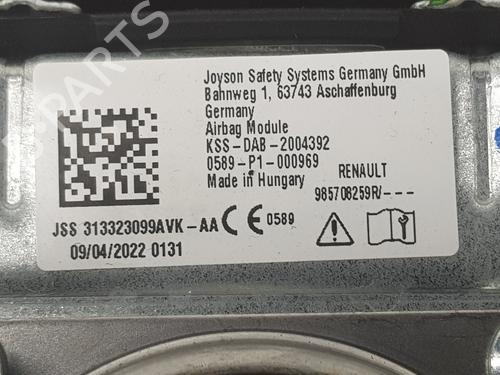 Joyson Safety Systems Germany GmbH
Bahnweg 1, 63743 Aschaffenburg
Germany
Airbag Module
KSS-DAB-2004392
0589-P1-000969
Made in Hungary
RENAULT
985708259R/---
JSS 313323099AVK-AA CE 0589
09/04/2022 0131